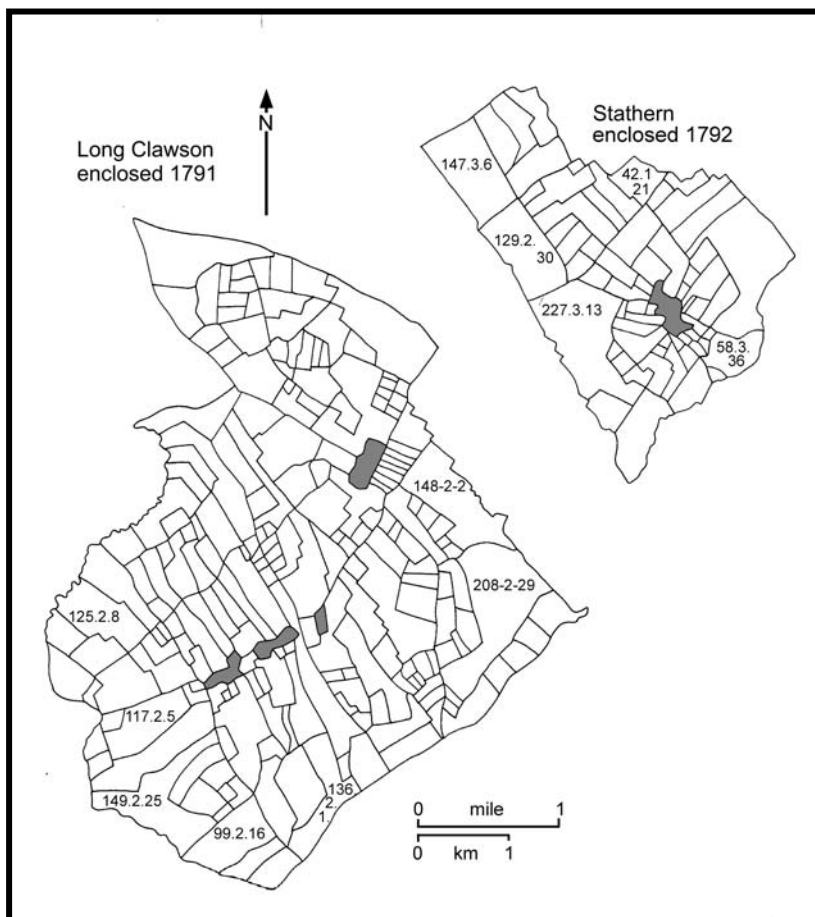 Long Clawson
enclosed 1791
N
Stathern
enclosed 1792
147.3.6
42.1
21
129.2.
30
227.3.13
58.3.
36
148-2-2
208-2-29
125.2.8
117.2.5
149.2.25
99.2.16
136
2.
1.
0 mile 1
0 km 1